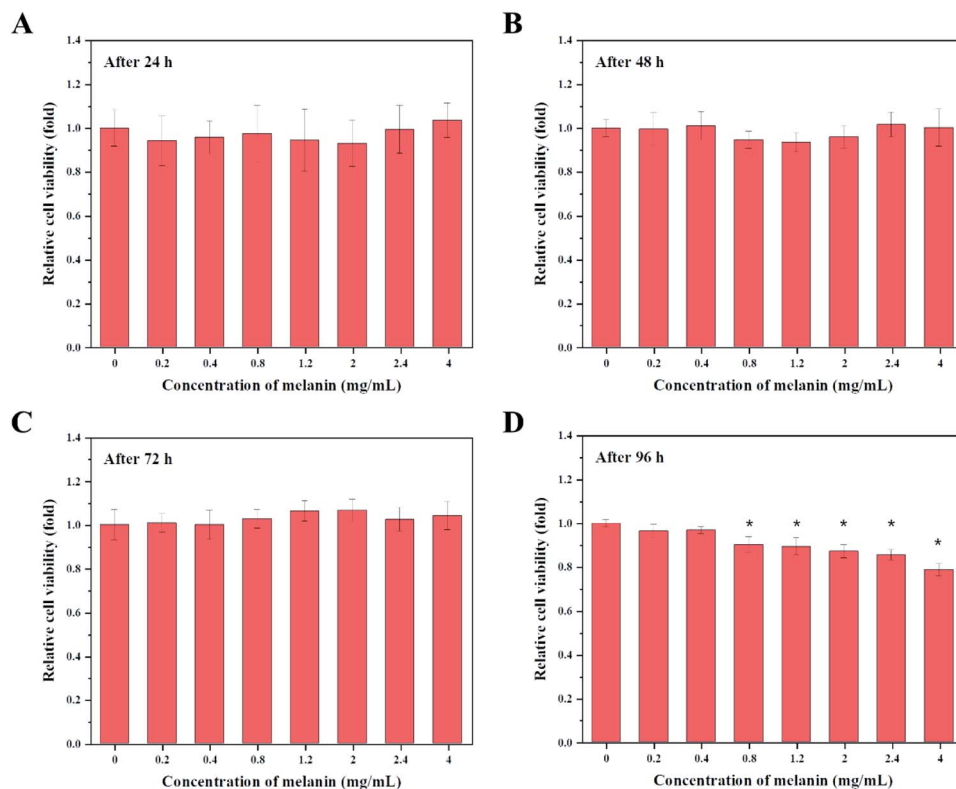 A
After 24 h
Relative cell viability (fold)
1.4
1.2
1.0
0.8
0.6
0.4
0.2
0.0
0 0.2 0.4 0.8 1.2 2 2.4 4
Concentration of melanin (mg/mL)
B
After 48 h
Relative cell viability (fold)
1.4
1.2
1.0
0.8
0.6
0.4
0.2
0.0
0 0.2 0.4 0.8 1.2 2 2.4 4
Concentration of melanin (mg/mL)
C
After 72 h
Relative cell viability (fold)
1.4
1.2
1.0
0.8
0.6
0.4
0.2
0.0
0 0.2 0.4 0.8 1.2 2 2.4 4
Concentration of melanin (mg/mL)
D
After 96 h
Relative cell viability (fold)
1.4
1.2
1.0
0.8
0.6
0.4
0.2
0.0
* * * * *
0 0.2 0.4 0.8 1.2 2 2.4 4
Concentration of melanin (mg/mL)